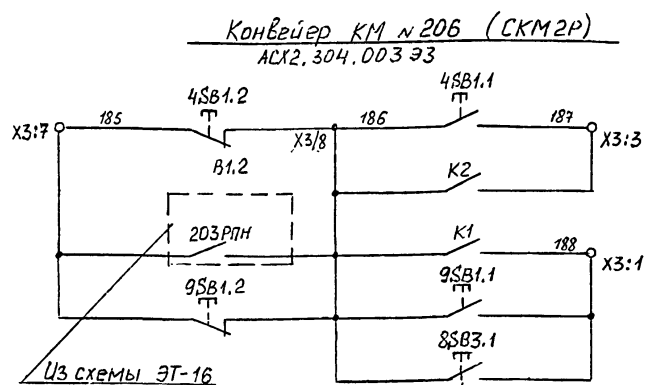 Конвейер КМ №206 (СКМ2Р)
АСХ2.304.003 Э3
4SB1.2
4SB1.1
X3:7
185
X3/8
186
187
X3:3
В1.2
К2
203РПН
К1
188
X3:1
9SB1.2
9SB1.1
8SB3.1
Из схемы ЭТ-16